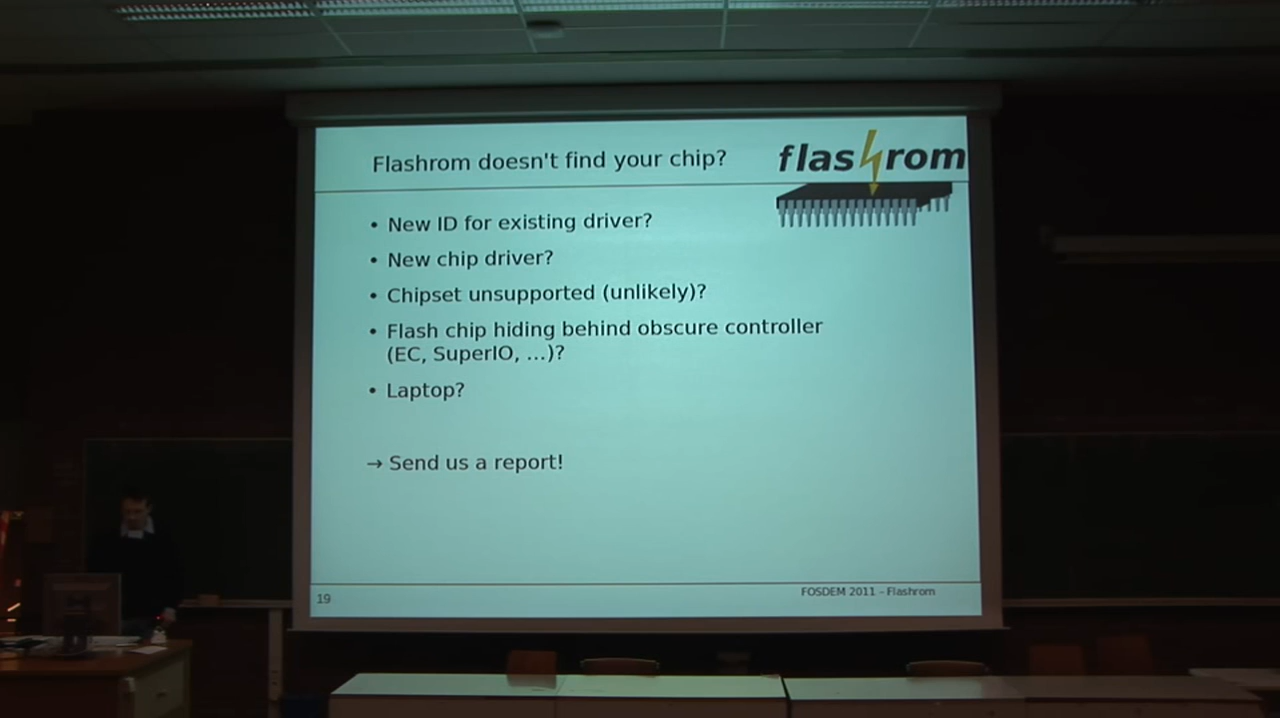 Flashrom doesn't find your chip?
flashrom
• New ID for existing driver?
• New chip driver?
• Chipset unsupported (unlikely)?
• Flash chip hiding behind obscure controller
(EC, SuperIO, ...)?
• Laptop?
→ Send us a report!
19
FOSDEM 2011 - Flashrom